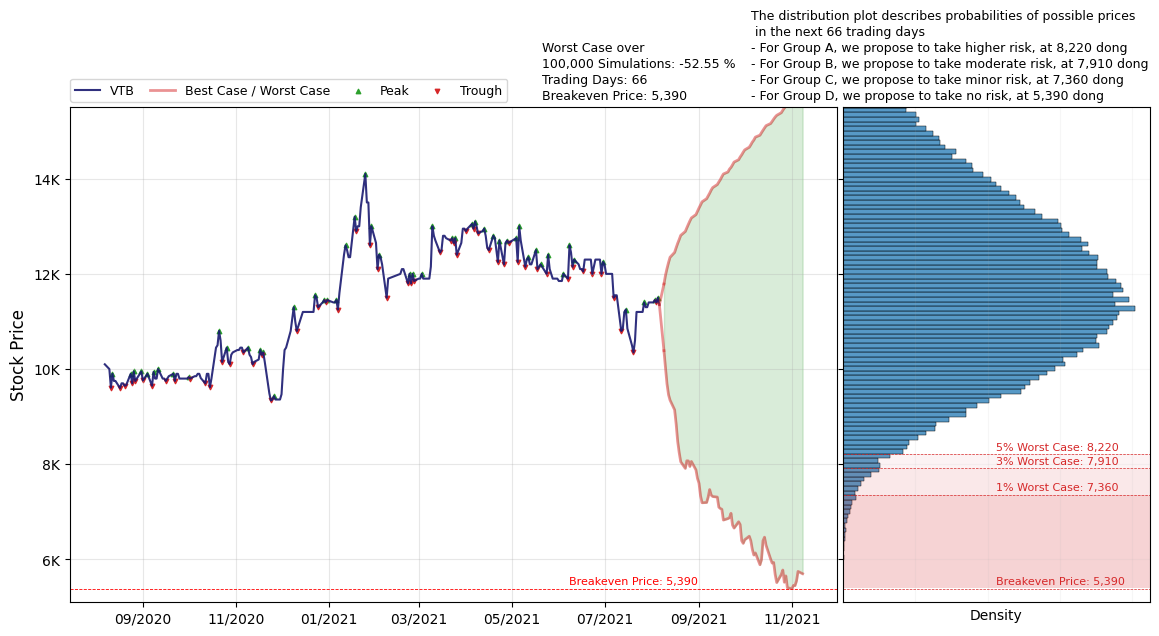 The distribution plot describes probabilities of possible prices
in the next 66 trading days
- For Group A, we propose to take higher risk, at 8,220 dong
- For Group B, we propose to take moderate risk, at 7,910 dong
- For Group C, we propose to take minor risk, at 7,360 dong
- For Group D, we propose to take no risk, at 5,390 dong
Worst Case over
100,000 Simulations: -52.55 %
Trading Days: 66
Breakeven Price: 5,390
VTB
Best Case / Worst Case
Peak
Trough
Stock Price
14K
12K
10K
8K
6K
Breakeven Price: 5,390
09/2020
11/2020
01/2021
03/2021
05/2021
07/2021
09/2021
11/2021
5% Worst Case: 8,220
3% Worst Case: 7,910
1% Worst Case: 7,360
Breakeven Price: 5,390
Density